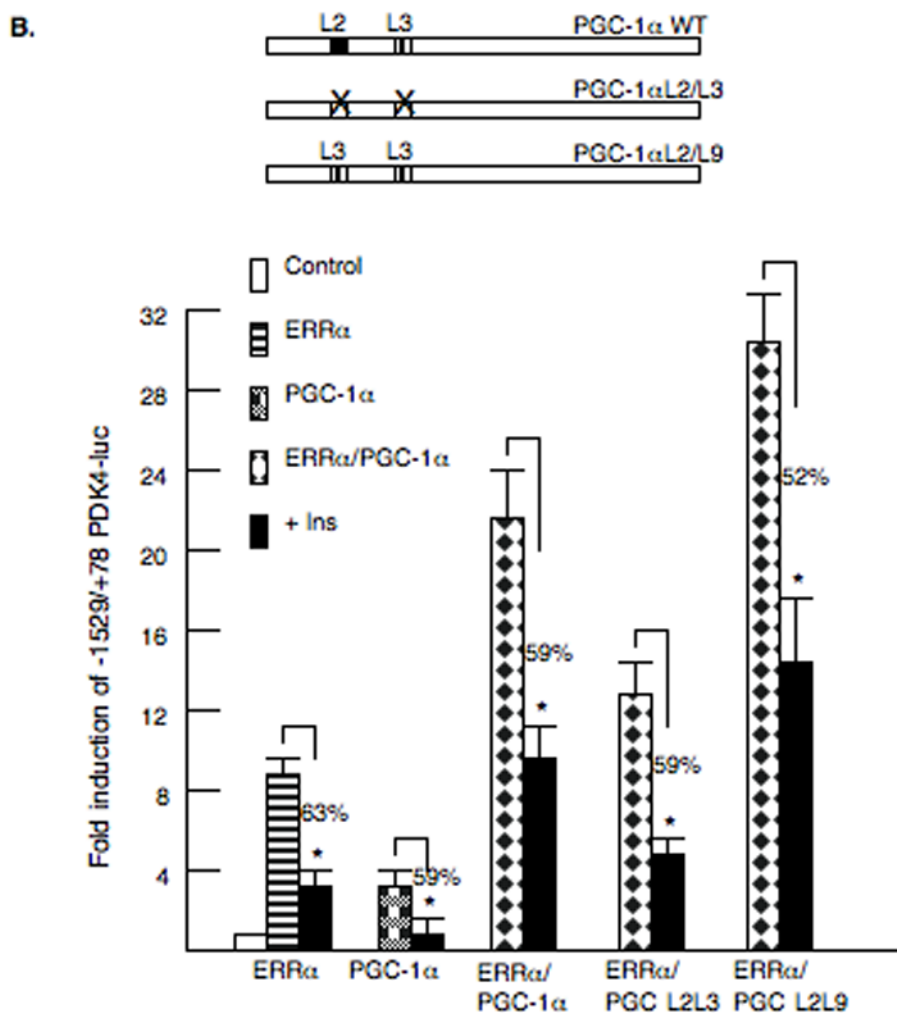 B.
L2 L3 PGC-1α WT
X X PGC-1αL2/L3
L3 L3 PGC-1αL2/L9
Control
ERRα
PGC-1α
ERRα/PGC-1α
+ Ins
Fold induction of -1529/+78 PDK4-luc
32
28
24
20
16
12
8
4
63%
*
59%
*
59%
*
59%
*
52%
*
ERRα PGC-1α ERRα/ ERRα/ ERRα/
PGC-1α PGC L2L3 PGC L2L9